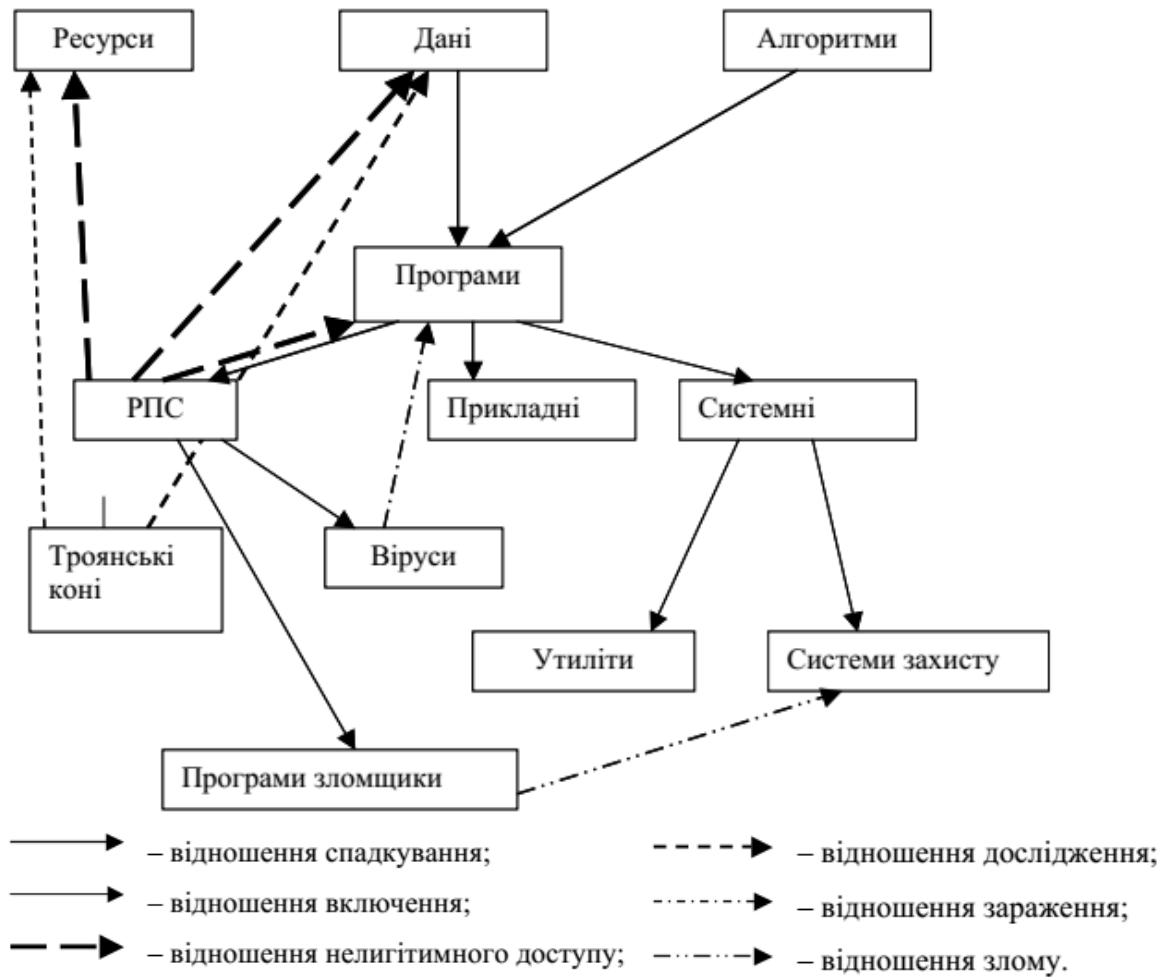 Ресурси
Дані
Алгоритми
Програми
РПС
Прикладні
Системні
Троянські
коні
Віруси
Утиліти
Системи захисту
Програми зломщики
– відношення спадкування;
– відношення дослідження;
– відношення включення;
– відношення зараження;
– відношення нелигітимного доступу;
– відношення злому.